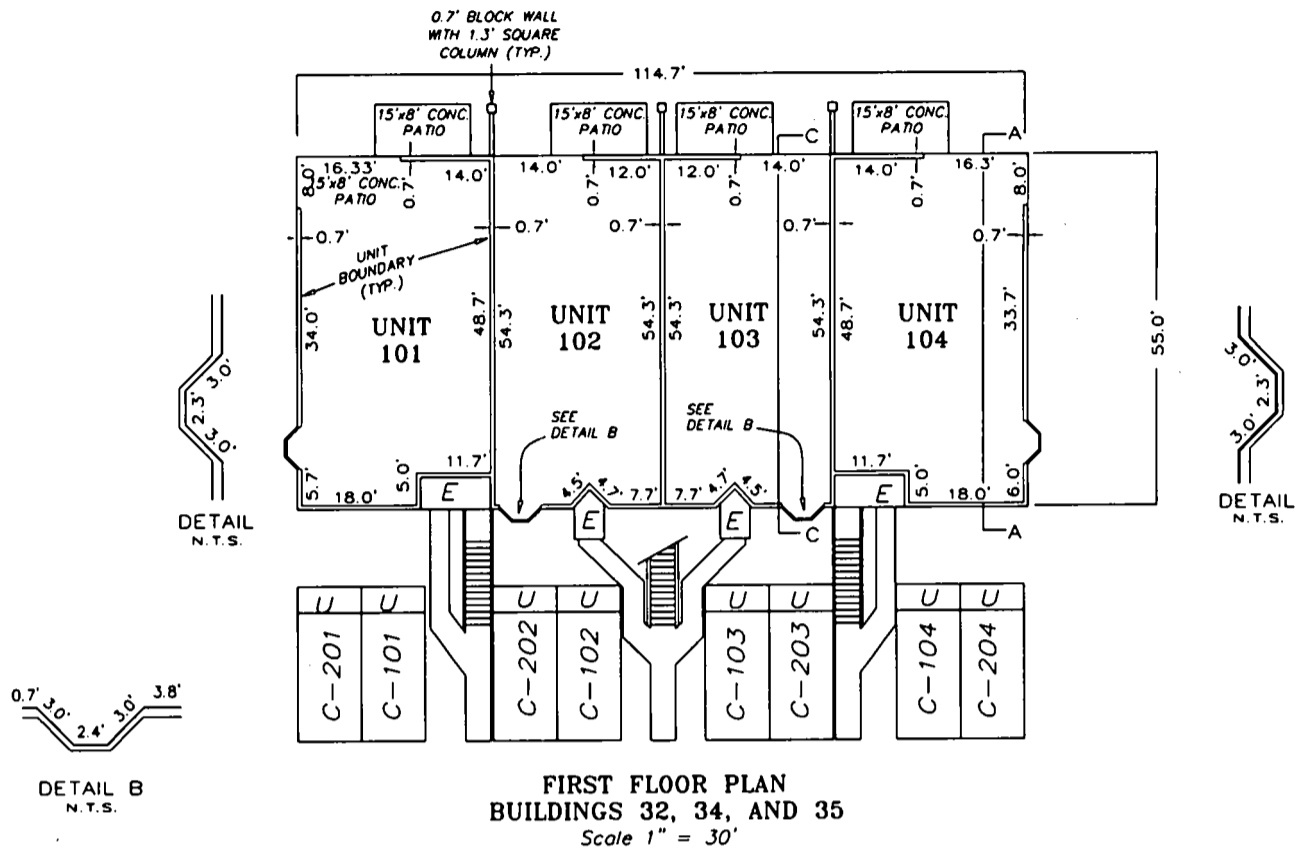 0.7' BLOCK WALL
WITH 1.3' SQUARE
COLUMN (TYP.)
114.7'
15'x8' CONC.
PATIO
15'x8' CONC.
PATIO
15'x8' CONC.
PATIO
15'x8' CONC.
PATIO
C
A
16.33'
14.0'
14.0'
12.0'
12.0'
14.0'
14.0'
16.3'
8.0'
15'x8' CONC.
PATIO
0.7'
0.7'
0.7'
0.7'
8.0'
0.7'
0.7'
0.7'
0.7'
0.7'
UNIT
BOUNDARY
(TYP.)
34.0'
UNIT
101
48.7'
54.3'
UNIT
102
54.3'
54.3'
UNIT
103
54.3'
48.7'
UNIT
104
33.7'
55.0'
3.0'
2.3'
3.0'
DETAIL
N.T.S.
3.0'
2.3'
3.0'
DETAIL
N.T.S.
SEE
DETAIL B
SEE
DETAIL B
5.7'
18.0'
5.0'
11.7'
E
4.5'
4.7'
7.7'
E
7.7'
4.7'
4.5'
E
11.7'
E
5.0'
18.0'
6.0'
C
A
U
U
U
U
U
U
U
U
C-201
C-101
C-202
C-102
C-103
C-203
C-104
C-204
0.7'
3.0'
2.4'
3.0'
3.8'
DETAIL B
N.T.S.
FIRST FLOOR PLAN
BUILDINGS 32, 34, AND 35
Scale 1" = 30'